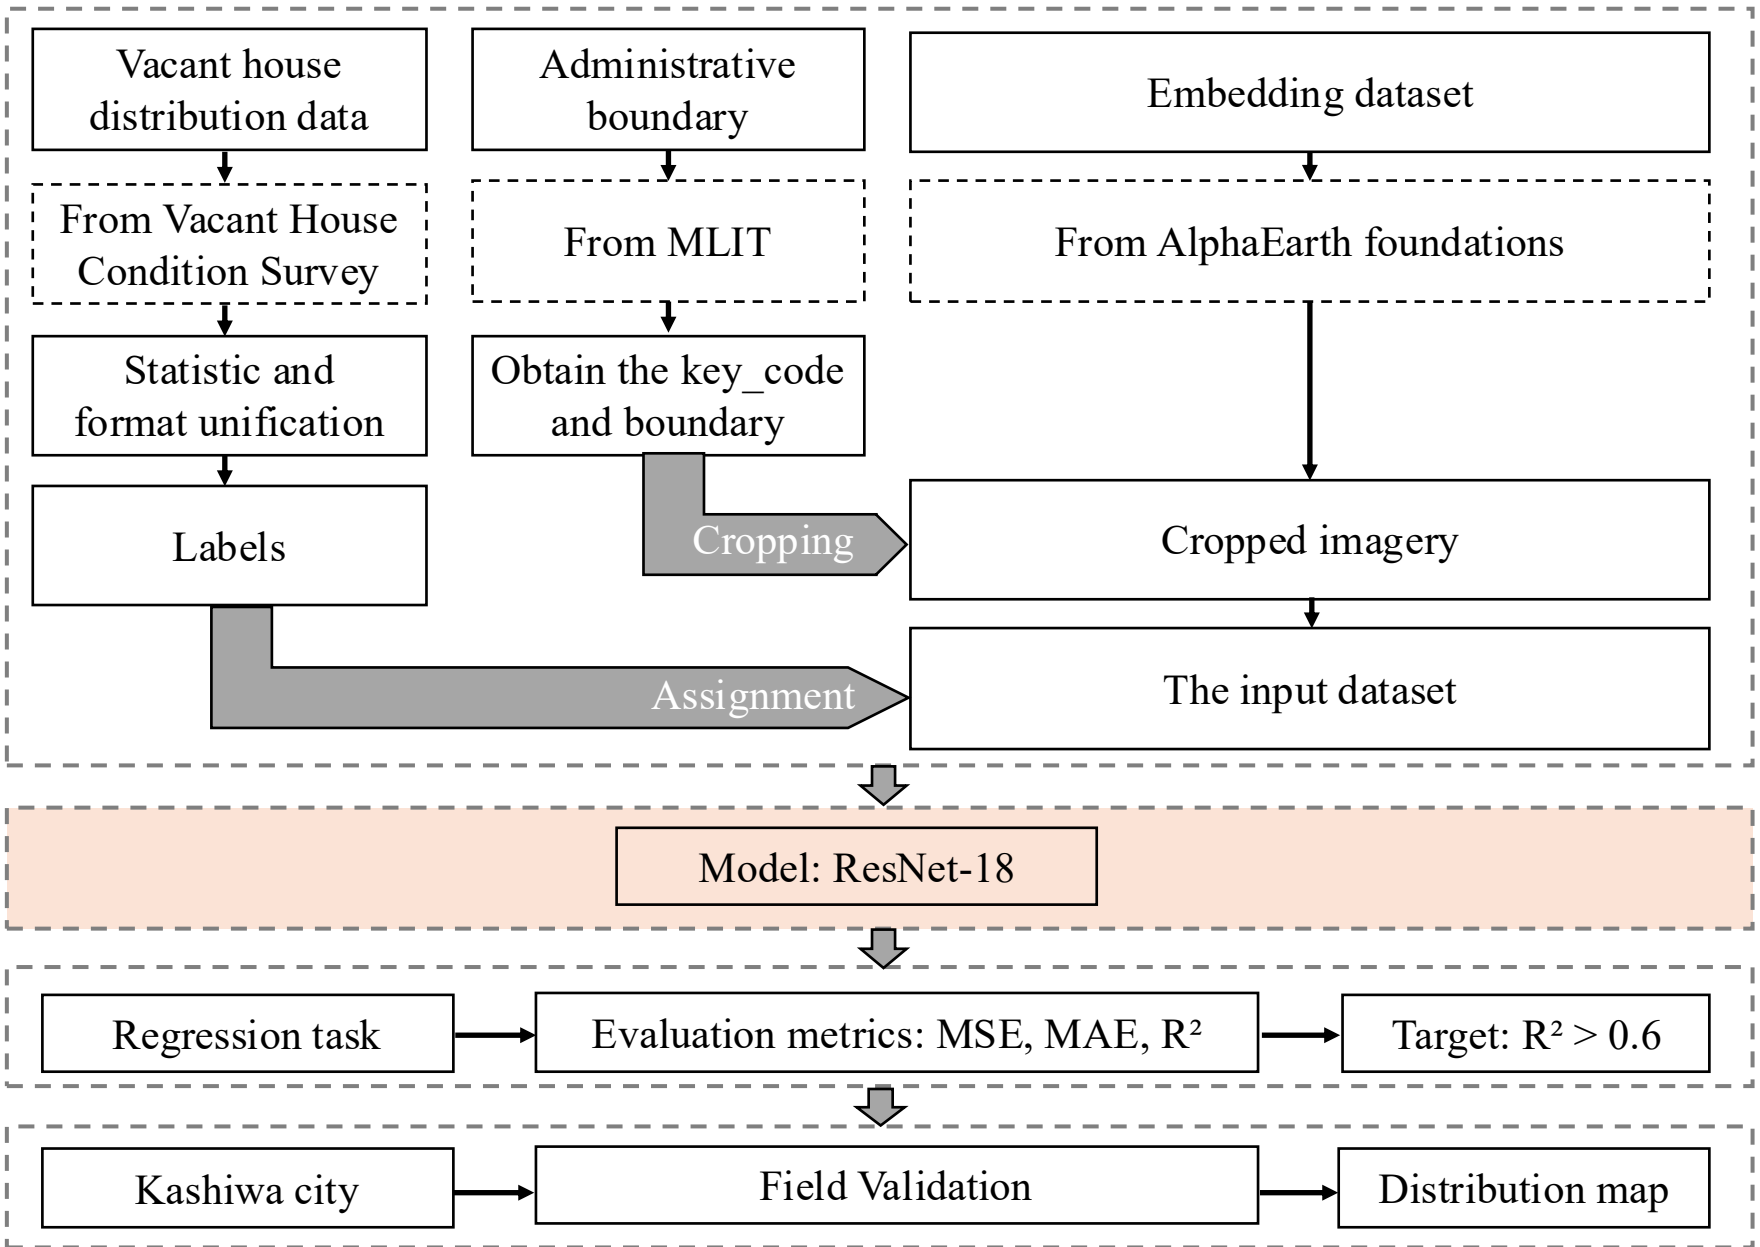 Vacant house
distribution data
Administrative
boundary
Embedding dataset
From Vacant House
Condition Survey
From MLIT
From AlphaEarth foundations
Statistic and
format unification
Obtain the key_code
and boundary
Labels
Cropping
Cropped imagery
Assignment
The input dataset
Model: ResNet-18
Regression task
Evaluation metrics: MSE, MAE, R²
Target: R² > 0.6
Kashiwa city
Field Validation
Distribution map